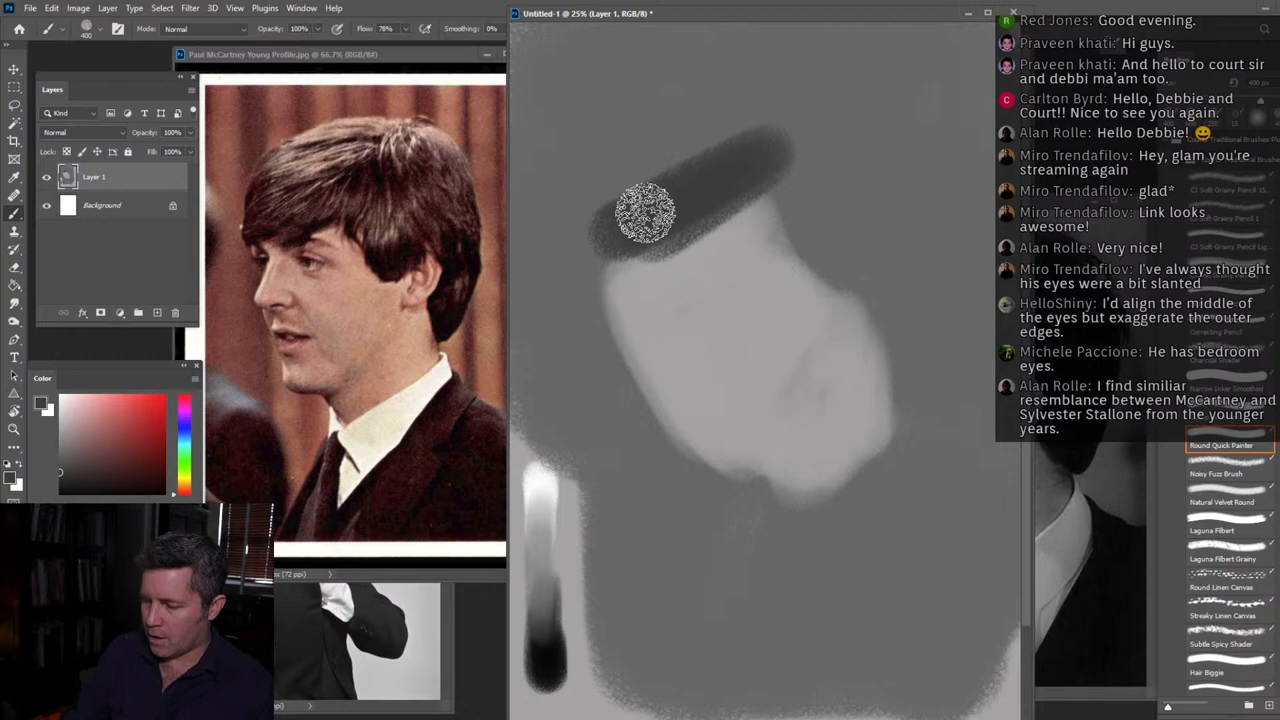 File Edit Image Layer Type Select Filter 3D View Plugins Window Help
Untitled-1 @ 25% (Layer 1, RGB/8) *
400 Mode: Normal Opacity: 100% Flow: 78% Smoothing: 0%
Paul McCartney Young Profile.jpg @ 66.7% (RGB/8#)
Layers
Kind
Normal Opacity: 100%
Lock: Fill: 100%
Layer 1
Background
Color
Red Jones: Good evening.
Praveen khati: Hi guys.
Praveen khati: And hello to court sir
and debbi ma'am too.
Carlton Byrd: Hello, Debbie and
Court!! Nice to see you again.
Alan Rolle: Hello Debbie! 😀
Miro Trendafilov: Hey, glam you're
streaming again
Miro Trendafilov: glad*
Miro Trendafilov: Link looks
awesome!
Alan Rolle: Very nice!
Miro Trendafilov: I've always thought
his eyes were a bit slanted
HelloShiny: I'd align the middle of
the eyes but exaggerate the outer
edges.
Michele Paccione: He has bedroom
eyes.
Alan Rolle: I find similiar
resemblance between McCartney and
Sylvester Stallone from the younger
years.
Round Quick Painter
Noisy Fuzz Brush
Natural Velvet Round
Laguna Filbert
Laguna Filbert Grainy
Round Linen Canvas
Streaky Linen Canvas
Subtle Spicy Shader
Hair Biggie
(72 ppi)